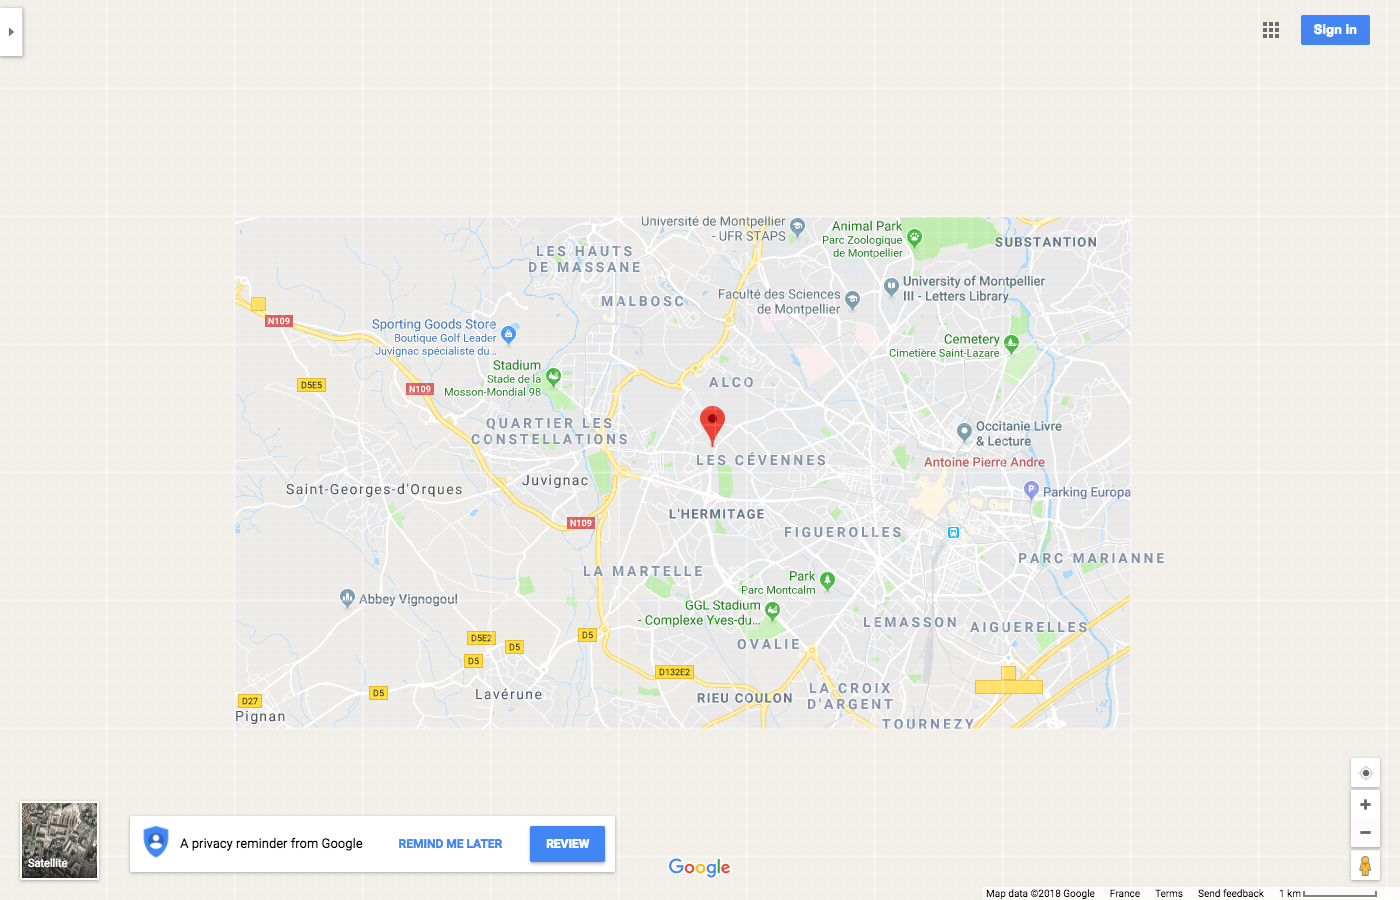 Sign in
Université de Montpellier
- UFR STAPS
Animal Park
Parc Zoologique
de Montpellier
SUBSTANTION
LES HAUTS
DE MASSANE
MALBOSC
Faculté des Sciences
de Montpellier
University of Montpellier
III - Letters Library
N109
Sporting Goods Store
Boutique Golf Leader
Juvignac spécialiste du...
Cemetery
Cimetière Saint-Lazare
Stadium
Stade de la
Mosson-Mondial 98
D5E5
N109
ALCO
QUARTIER LES
CONSTELLATIONS
Occitanie Livre
& Lecture
LES CÉVENNES
Antoine Pierre Andre
Saint-Georges-d'Orques
Juvignac
Parking Europa
L'HERMITAGE
N109
FIGUEROLLES
PARC MARIANNE
LA MARTELLE
Park
Parc Montcalm
Abbey Vignogoul
GGL Stadium
- Complexe Yves-du...
LEMASSON
AIGUERELLES
D5E2
D5
D5
OVALIE
D5
D132E2
D5
Lavérune
RIEU COULON
LA CROIX
D'ARGENT
D27
Pignan
TOURNEZY
Satellite
A privacy reminder from Google
REMIND ME LATER
REVIEW
Google
Map data ©2018 Google
France
Terms
Send feedback
1 km